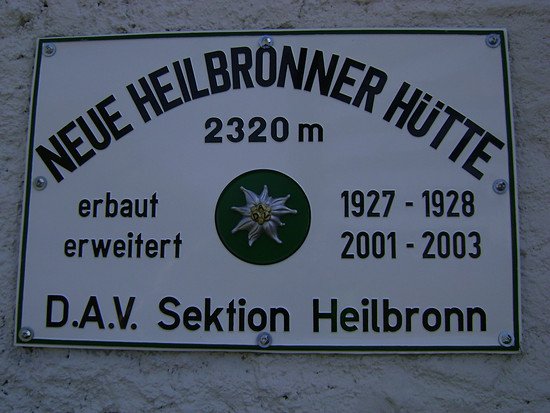 NEUE HEILBRONNER HÜTTE
2320 m
erbaut 1927 - 1928
erweitert 2001 - 2003
D.A.V. Sektion Heilbronn